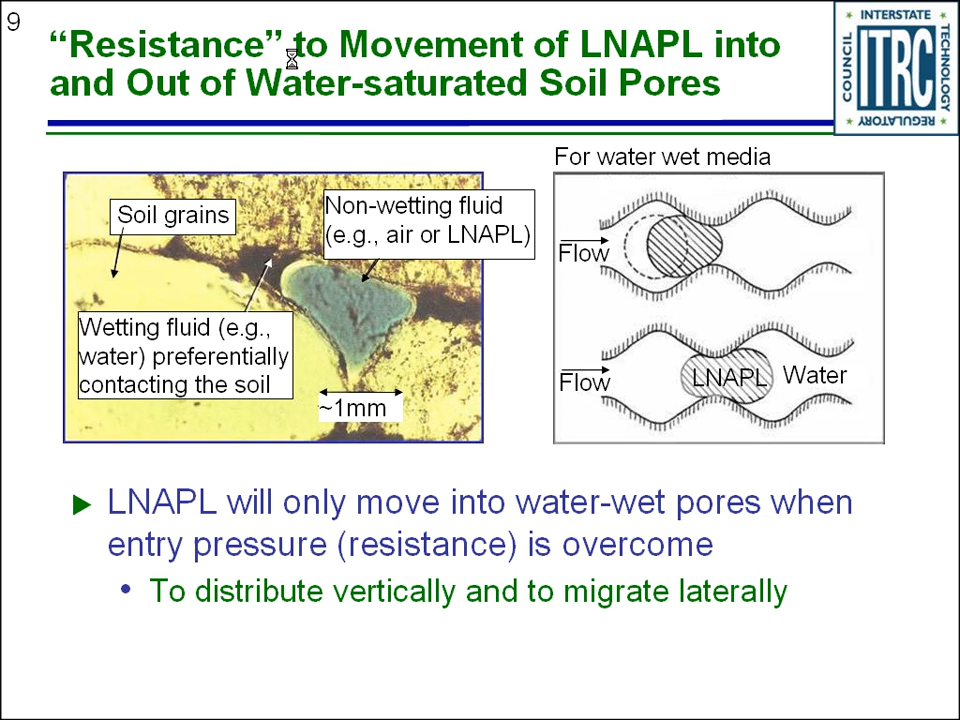 9
“Resistance” to Movement of LNAPL into
and Out of Water-saturated Soil Pores
INTERSTATE
COUNCIL
ITRC
TECHNOLOGY
REGULATORY
For water wet media
Soil grains
Non-wetting fluid
(e.g., air or LNAPL)
Wetting fluid (e.g.,
water) preferentially
contacting the soil
~1mm
Flow
Flow
LNAPL
Water
LNAPL will only move into water-wet pores when
entry pressure (resistance) is overcome
• To distribute vertically and to migrate laterally